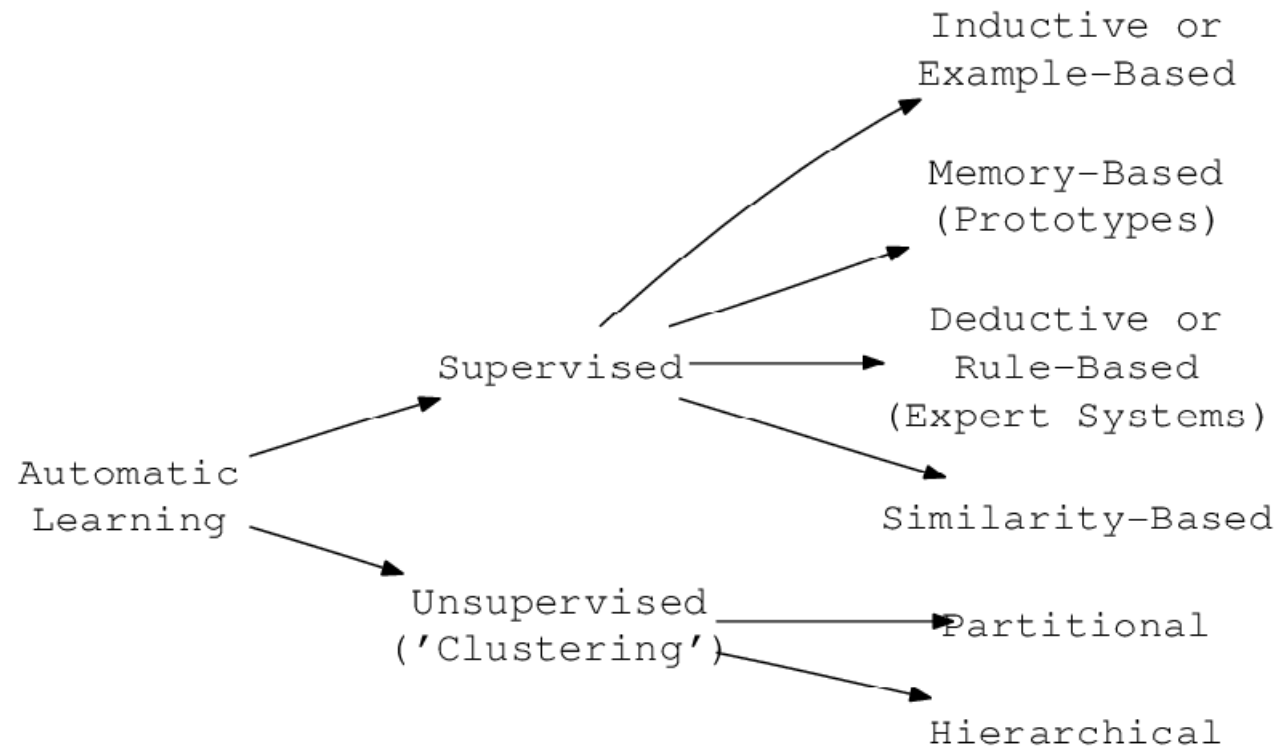 Inductive or
Example-Based
Memory-Based
(Prototypes)
Deductive or
Rule-Based
(Expert Systems)
Supervised
Automatic
Learning
Similarity-Based
Unsupervised
('Clustering')
Partitional
Hierarchical